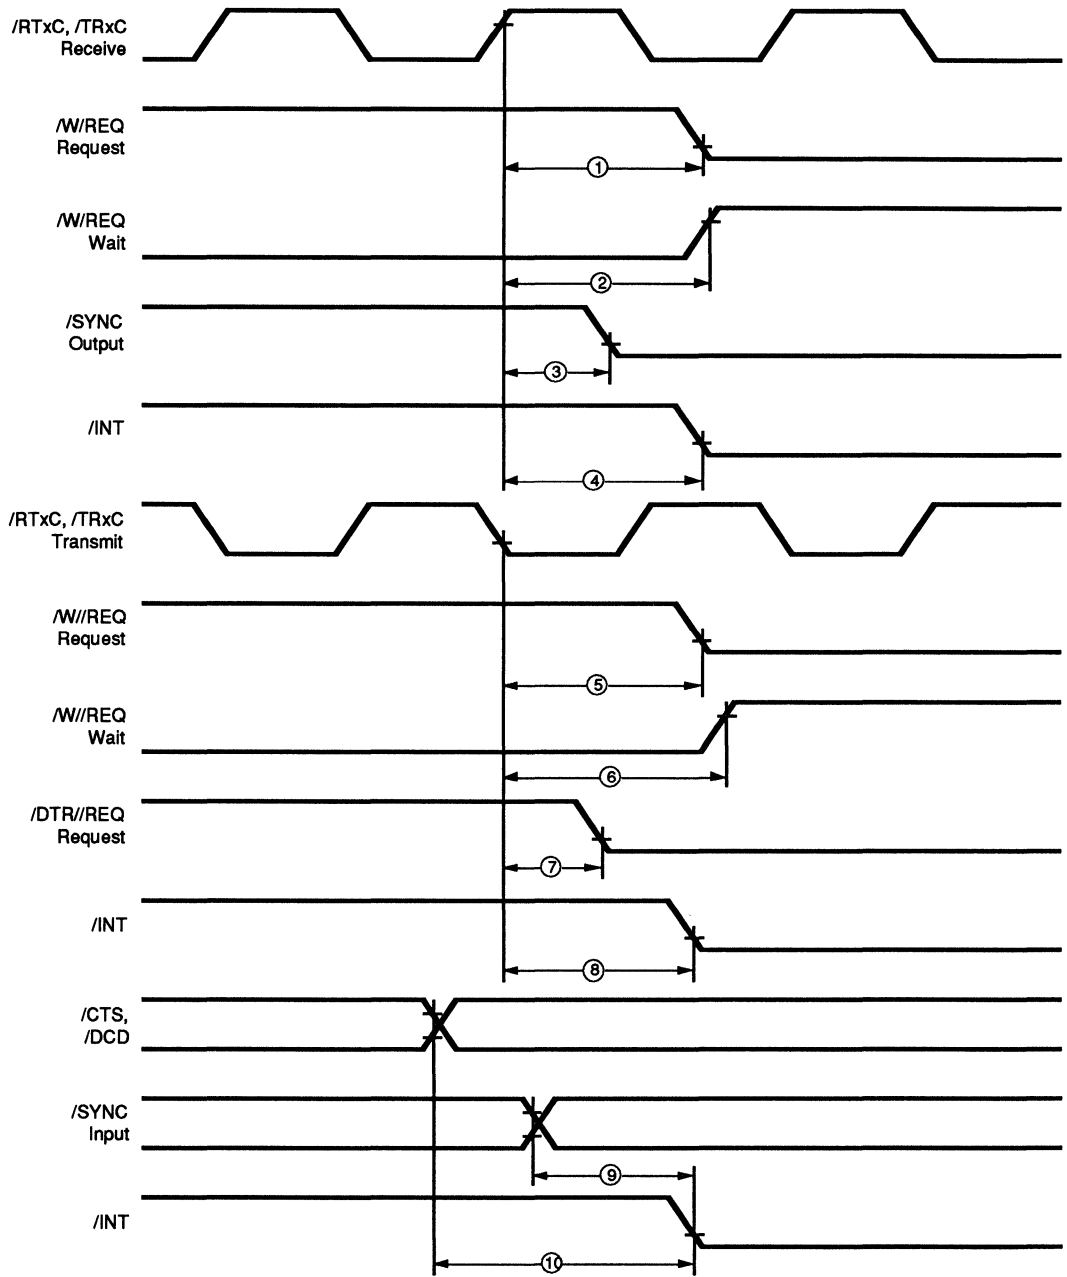 /RTxC, /TRxC
Receive
/W//REQ
Request
1
/W/REQ
Wait
2
/SYNC
Output
3
/INT
4
/RTxC, /TRxC
Transmit
/W//REQ
Request
5
/W//REQ
Wait
6
/DTR//REQ
Request
7
/INT
8
/CTS,
/DCD
/SYNC
Input
9
/INT
10